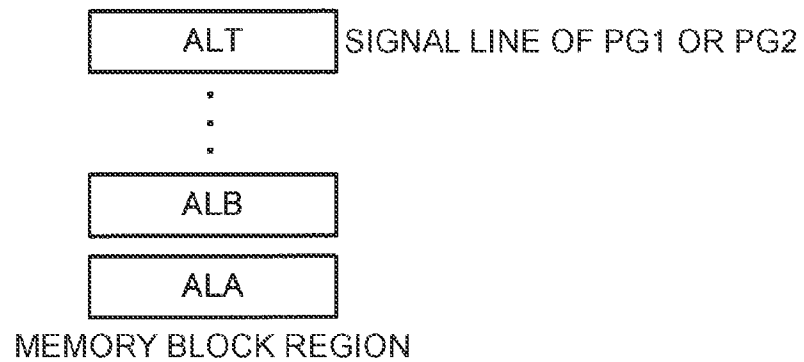 ALT SIGNAL LINE OF PG1 OR PG2
ALB
ALA
MEMORY BLOCK REGION